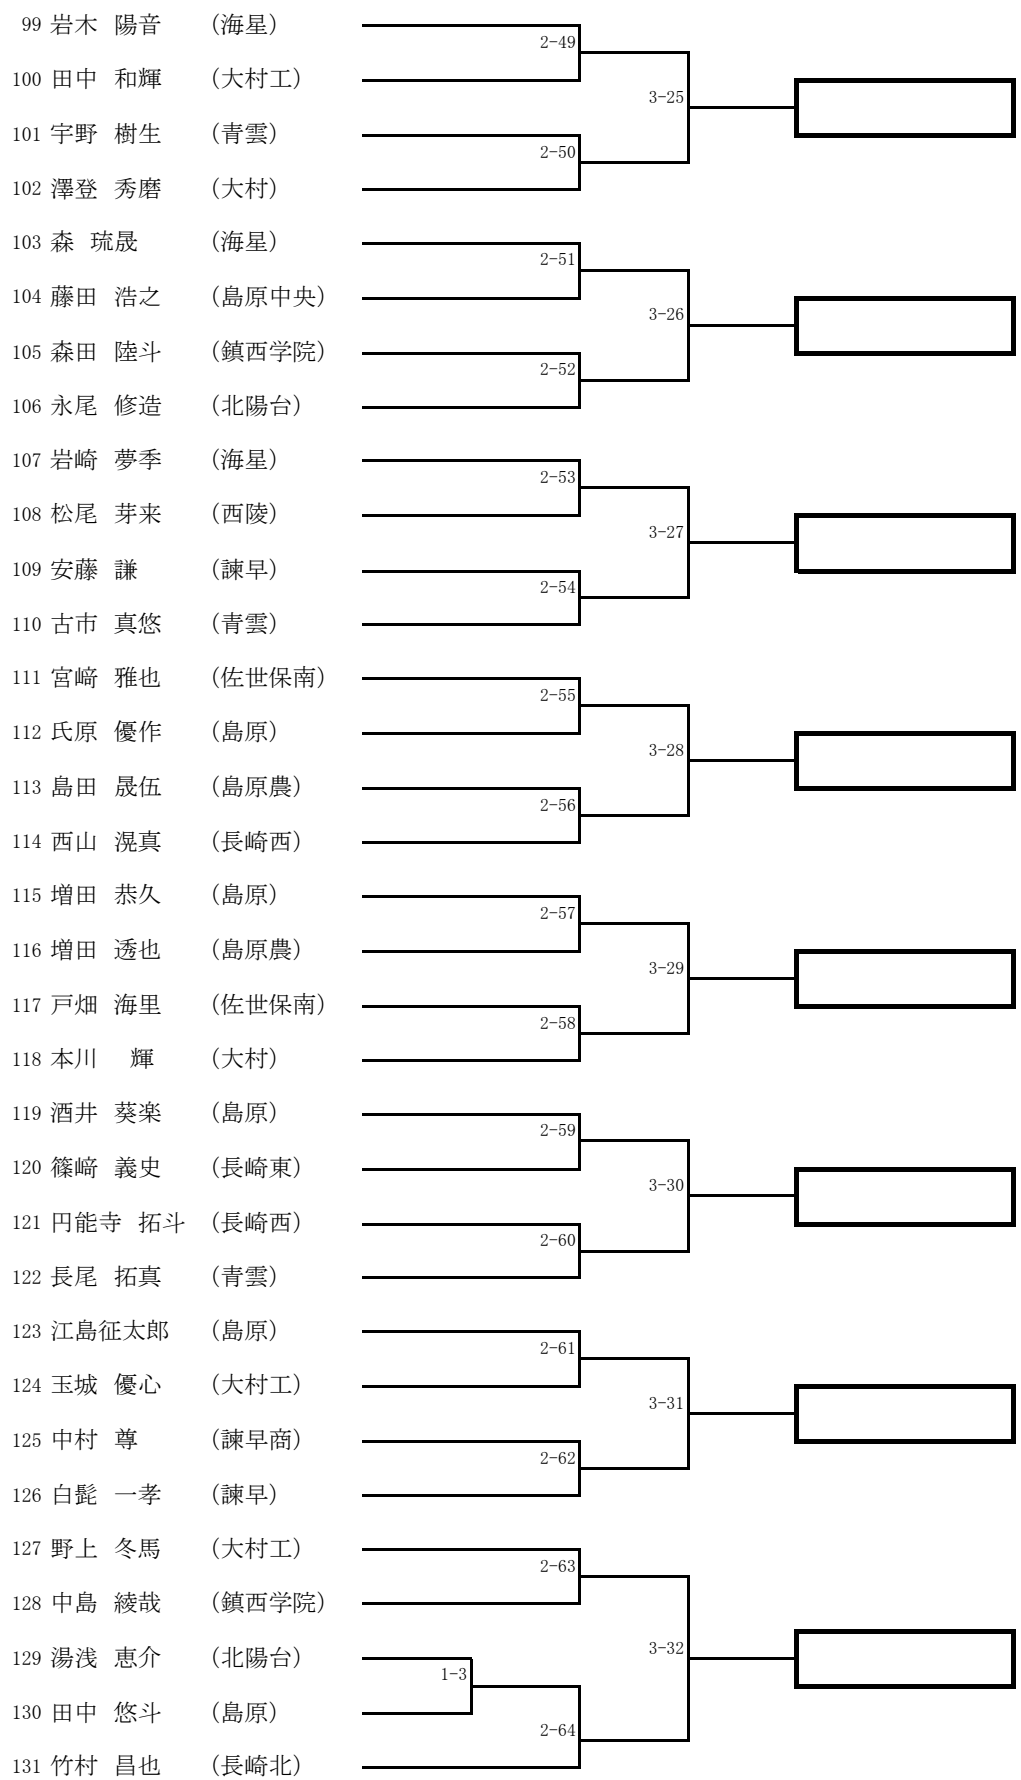 99 岩木 陽音 (海星)
2-49
100 田中 和輝 (大村工)
3-25
101 宇野 樹生 (青雲)
2-50
102 澤登 秀磨 (大村)
103 森 琉晟 (海星)
2-51
104 藤田 浩之 (島原中央)
3-26
105 森田 陸斗 (鎮西学院)
2-52
106 永尾 修造 (北陽台)
107 岩崎 夢季 (海星)
2-53
108 松尾 芽来 (西陵)
3-27
109 安藤 謙 (諫早)
2-54
110 古市 真悠 (青雲)
111 宮﨑 雅也 (佐世保南)
2-55
112 氏原 優作 (島原)
3-28
113 島田 晟伍 (島原農)
2-56
114 西山 滉真 (長崎西)
115 増田 恭久 (島原)
2-57
116 増田 透也 (島原農)
3-29
117 戸畑 海里 (佐世保南)
2-58
118 本川 輝 (大村)
119 酒井 葵楽 (島原)
2-59
120 篠﨑 義史 (長崎東)
3-30
121 円能寺 拓斗 (長崎西)
2-60
122 長尾 拓真 (青雲)
123 江島征太郎 (島原)
2-61
124 玉城 優心 (大村工)
3-31
125 中村 尊 (諫早商)
2-62
126 白髭 一孝 (諫早)
127 野上 冬馬 (大村工)
2-63
128 中島 綾哉 (鎮西学院)
3-32
129 湯浅 恵介 (北陽台)
1-3
130 田中 悠斗 (島原)
2-64
131 竹村 昌也 (長崎北)